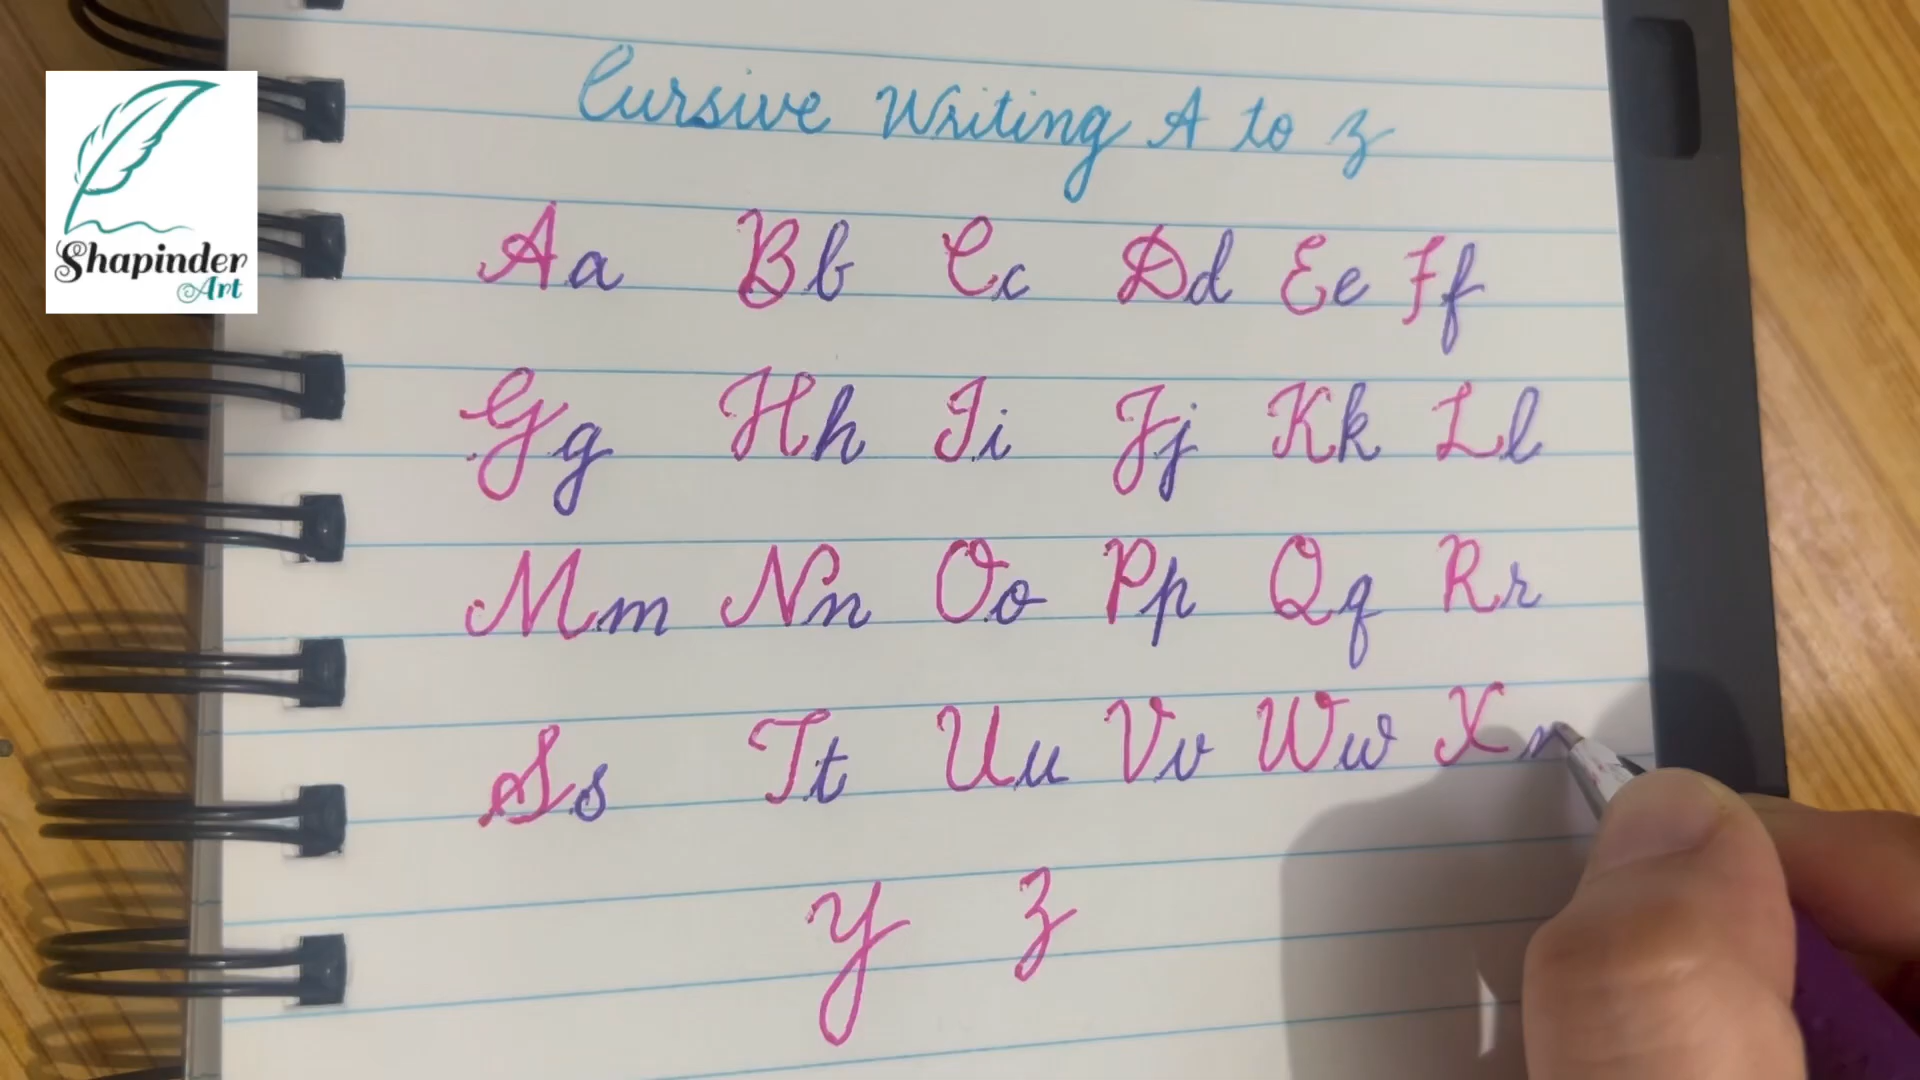 Shapinder
Art
Cursive Writing A to Z
Aa Bb Cc Dd Ee Ff
Gg Hh Ii Jj Kk Ll
Mm Nn Oo Pp Qq Rr
Ss Tt Uu Vv Ww X
Y Z